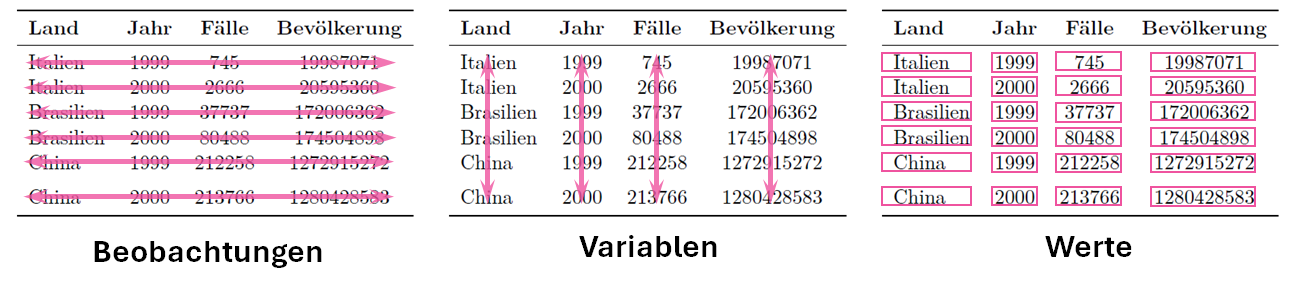 Land Jahr Fälle Bevölkerung
Italien 1999 745 19987071
Italien 2000 2666 20595360
Brasilien 1999 37737 172006362
Brasilien 2000 80488 174504898
China 1999 212258 1272915272
China 2000 213766 1280428583
Beobachtungen
Land Jahr Fälle Bevölkerung
Italien 1999 745 19987071
Italien 2000 2666 20595360
Brasilien 1999 37737 172006362
Brasilien 2000 80488 174504898
China 1999 212258 1272915272
China 2000 213766 1280428583
Variablen
Land Jahr Fälle Bevölkerung
Italien 1999 745 19987071
Italien 2000 2666 20595360
Brasilien 1999 37737 172006362
Brasilien 2000 80488 174504898
China 1999 212258 1272915272
China 2000 213766 1280428583
Werte